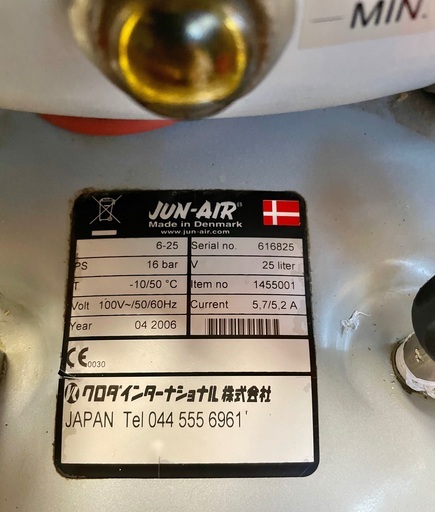 MIN.
JUN-AIR®
Made in Denmark
www.jun-air.com
6-25 Serial no. 616825
PS 16 bar V 25 liter
T -10/50 °C Item no 1455001
Volt 100V~/50/60Hz Current 5,7/5,2 A
Year 04 2006
CE 0030
クロダインターナショナル株式会社
JAPAN Tel 044 555 6961